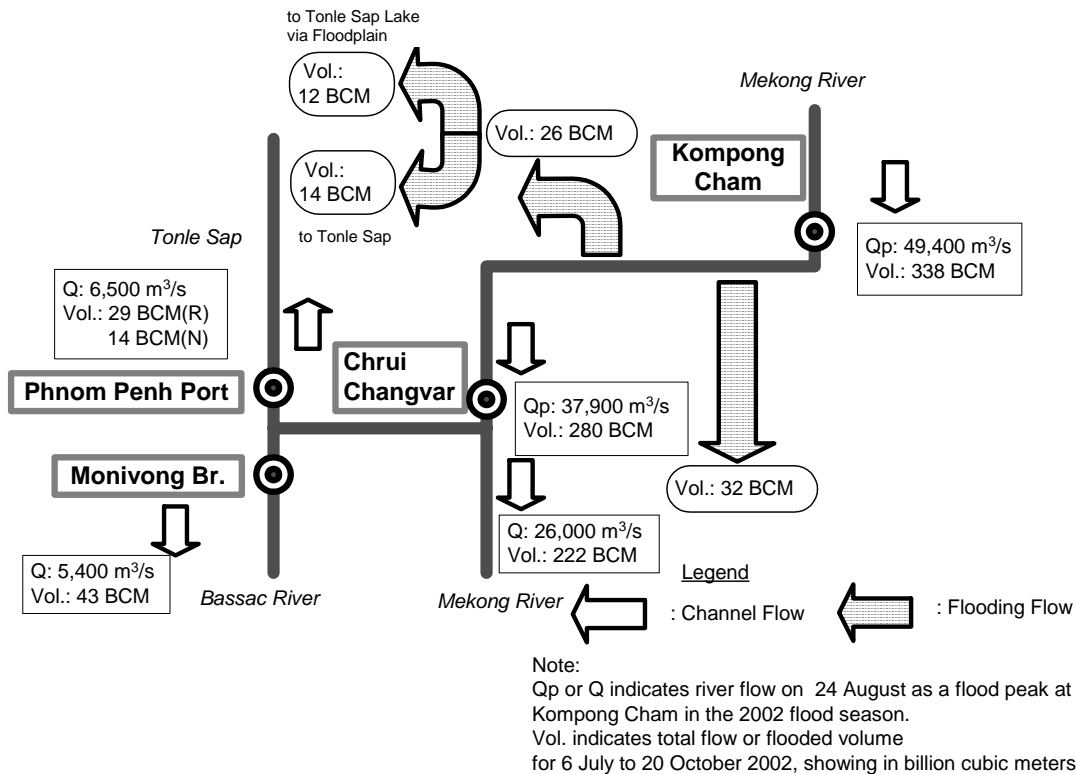 to Tonle Sap Lake
via Floodplain
Vol.:
12 BCM
Mekong River
Vol.: 26 BCM
Kompong
Cham
Vol.:
14 BCM
to Tonle Sap
Tonle Sap
Qp: 49,400 m³/s
Vol.: 338 BCM
Q: 6,500 m³/s
Vol.: 29 BCM(R)
14 BCM(N)
Chrui
Changvar
Phnom Penh Port
Qp: 37,900 m³/s
Vol.: 280 BCM
Monivong Br.
Vol.: 32 BCM
Q: 26,000 m³/s
Vol.: 222 BCM
Q: 5,400 m³/s
Vol.: 43 BCM
Bassac River
Mekong River
Legend
: Channel Flow
: Flooding Flow
Note:
Qp or Q indicates river flow on 24 August as a flood peak at
Kompong Cham in the 2002 flood season.
Vol. indicates total flow or flooded volume
for 6 July to 20 October 2002, showing in billion cubic meters